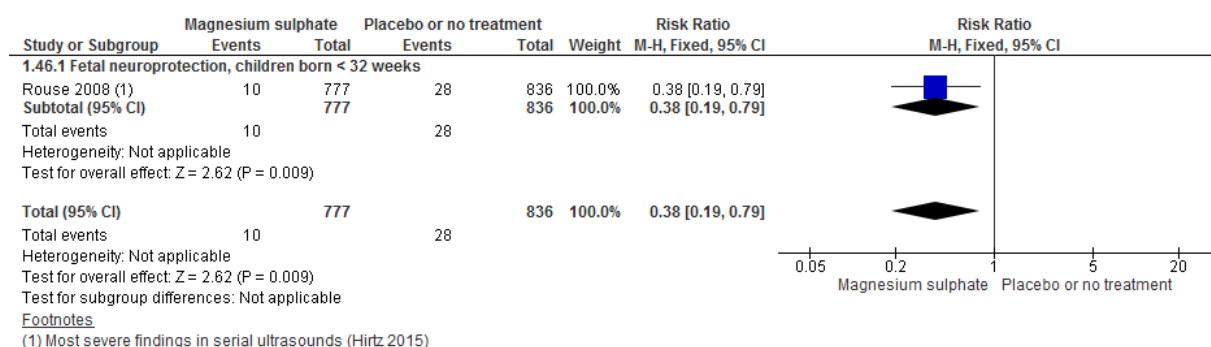 Magnesium sulphate Placebo or no treatment Risk Ratio Risk Ratio
Study or Subgroup Events Total Events Total Weight M-H, Fixed, 95% CI M-H, Fixed, 95% CI
1.46.1 Fetal neuroprotection, children born < 32 weeks
Rouse 2008 (1) 10 777 28 836 100.0% 0.38 [0.19, 0.79]
Subtotal (95% CI) 777 836 100.0% 0.38 [0.19, 0.79]
Total events 10 28
Heterogeneity: Not applicable
Test for overall effect: Z = 2.62 (P = 0.009)
Total (95% CI) 777 836 100.0% 0.38 [0.19, 0.79]
Total events 10 28
Heterogeneity: Not applicable
Test for overall effect: Z = 2.62 (P = 0.009)
0.05 0.2 1 5 20
Test for subgroup differences: Not applicable
Magnesium sulphate Placebo or no treatment
Footnotes
(1) Most severe findings in serial ultrasounds (Hirtz 2015)